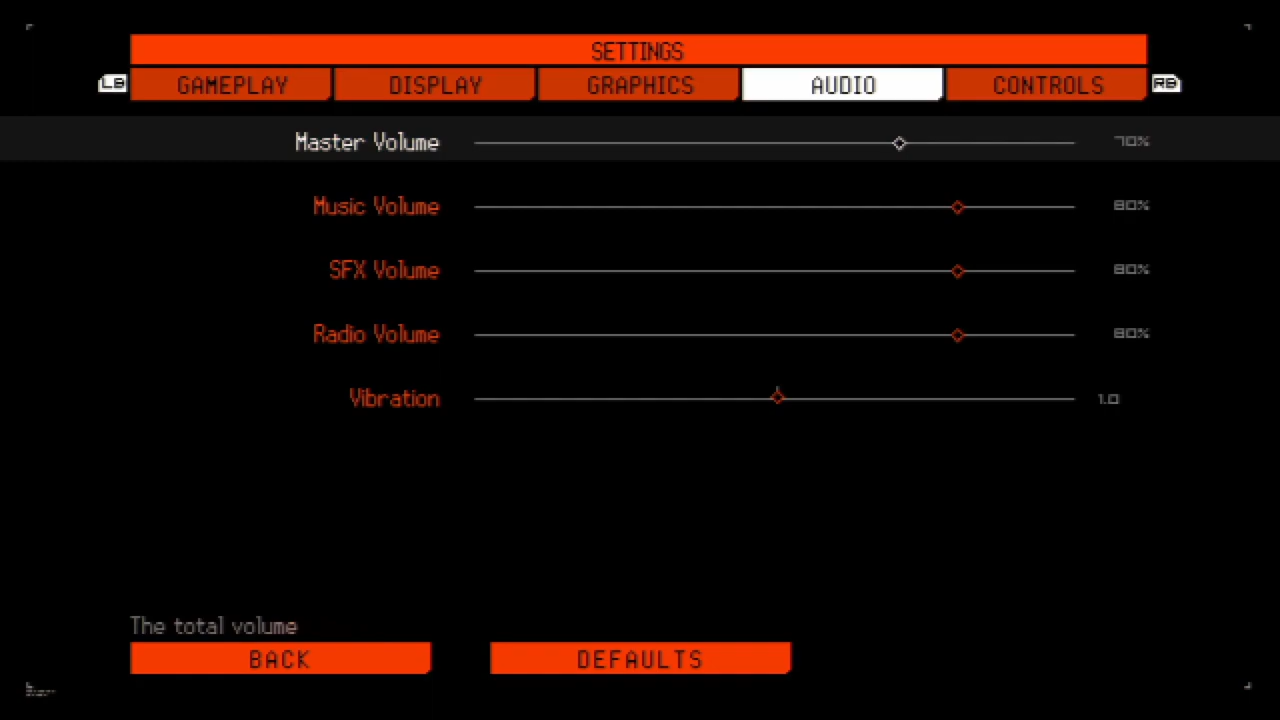 SETTINGS
LB GAMEPLAY DISPLAY GRAPHICS AUDIO CONTROLS RB
Master Volume 70%
Music Volume 80%
SFX Volume 80%
Radio Volume 80%
Vibration 1.0
The total volume
BACK DEFAULTS